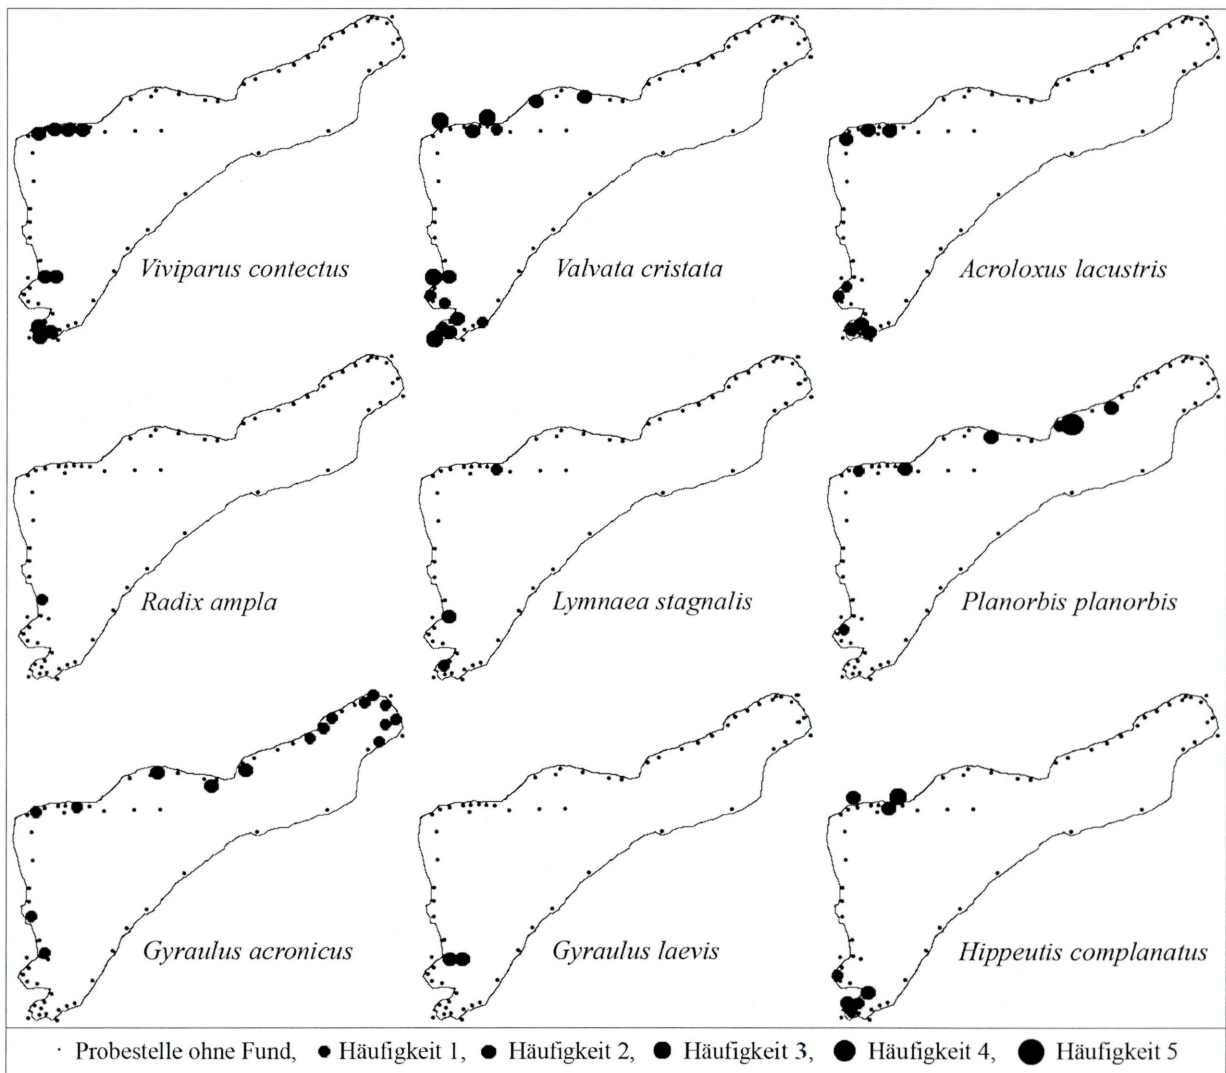 Viviparus contectus
Valvata cristata
Acroloxus lacustris
Radix ampla
Lymnaea stagnalis
Planorbis planorbis
Gyraulus acronicus
Gyraulus laevis
Hippeutis complanatus
· Probestelle ohne Fund, ● Häufigkeit 1, ● Häufigkeit 2, ● Häufigkeit 3, ● Häufigkeit 4, ● Häufigkeit 5